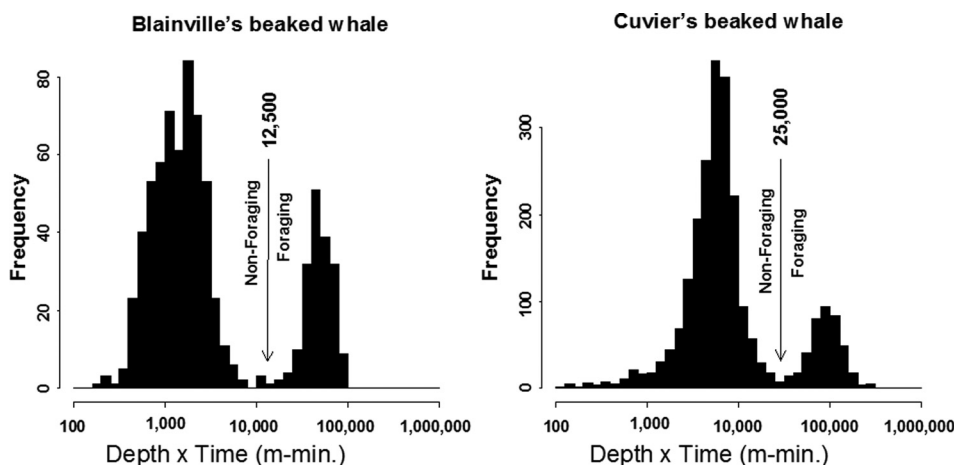 Blainville's beaked whale
Frequency
80
60
40
20
0
12,500
Non-Foraging
Foraging
100
1,000
10,000
100,000
1,000,000
Depth x Time (m-min.)
Cuvier's beaked whale
Frequency
300
200
100
0
25,000
Non-Foraging
Foraging
100
1,000
10,000
100,000
1,000,000
Depth x Time (m-min.)